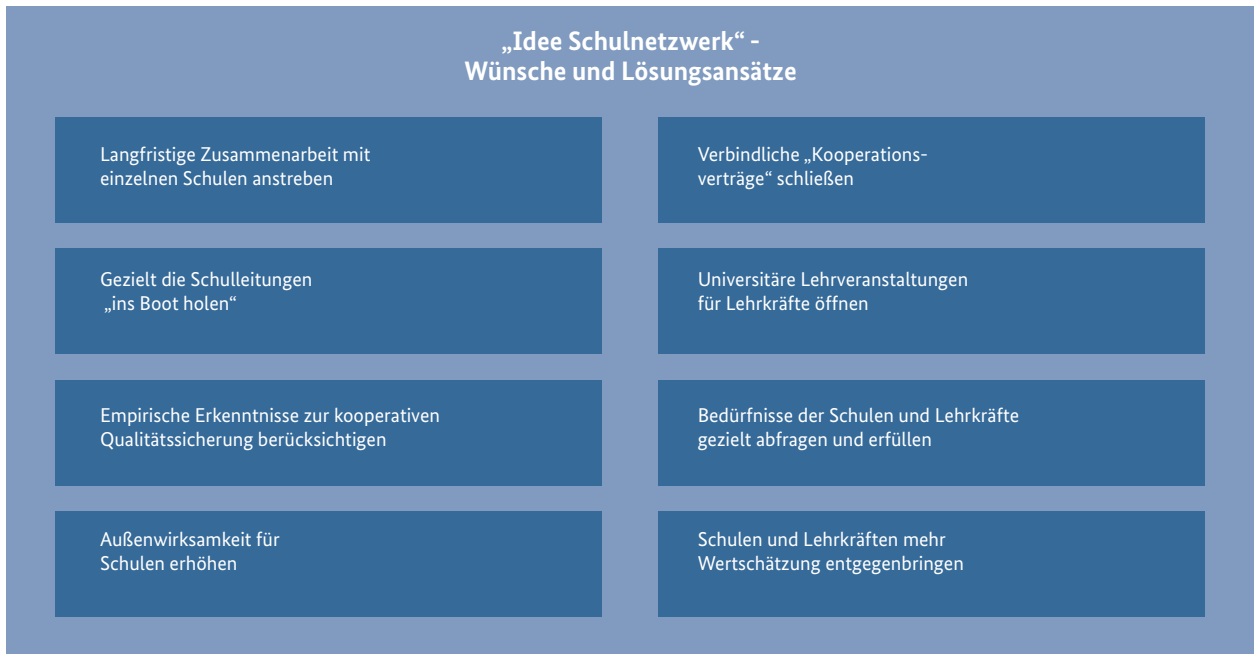 „Idee Schulnetzwerk“ -
Wünsche und Lösungsansätze
Langfristige Zusammenarbeit mit
einzelnen Schulen anstreben
Verbindliche „Kooperations-
verträge“ schließen
Gezielt die Schulleitungen
„ins Boot holen“
Universitäre Lehrveranstaltungen
für Lehrkräfte öffnen
Empirische Erkenntnisse zur kooperativen
Qualitätssicherung berücksichtigen
Bedürfnisse der Schulen und Lehrkräfte
gezielt abfragen und erfüllen
Außenwirksamkeit für
Schulen erhöhen
Schulen und Lehrkräften mehr
Wertschätzung entgegenbringen